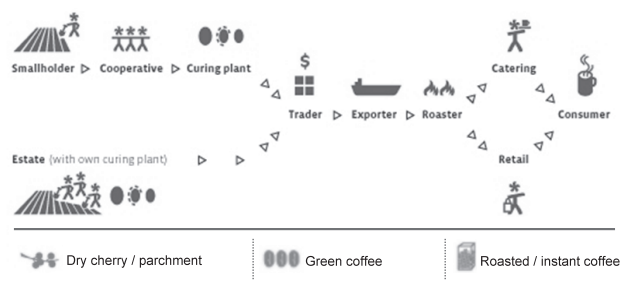 Smallholder Cooperative Curing plant
$
Trader Exporter Roaster
Catering
Consumer
Estate (with own curing plant)
Retail
Dry cherry / parchment
Green coffee
Roasted / instant coffee